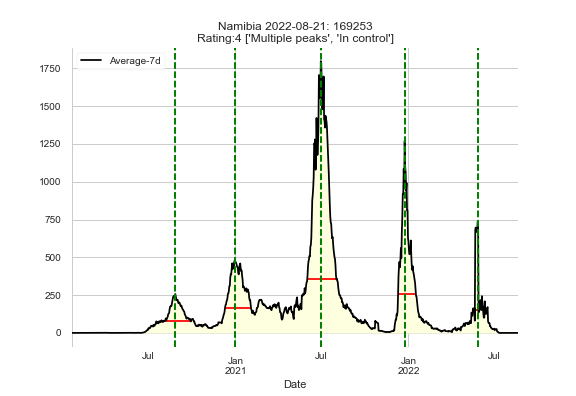 Namibia 2022-08-21: 169253
Rating:4 ['Multiple peaks', 'In control']
Average-7d
1750
1500
1250
1000
750
500
250
0
Jul
Jan
2021
Jul
Jan
2022
Jul
Date